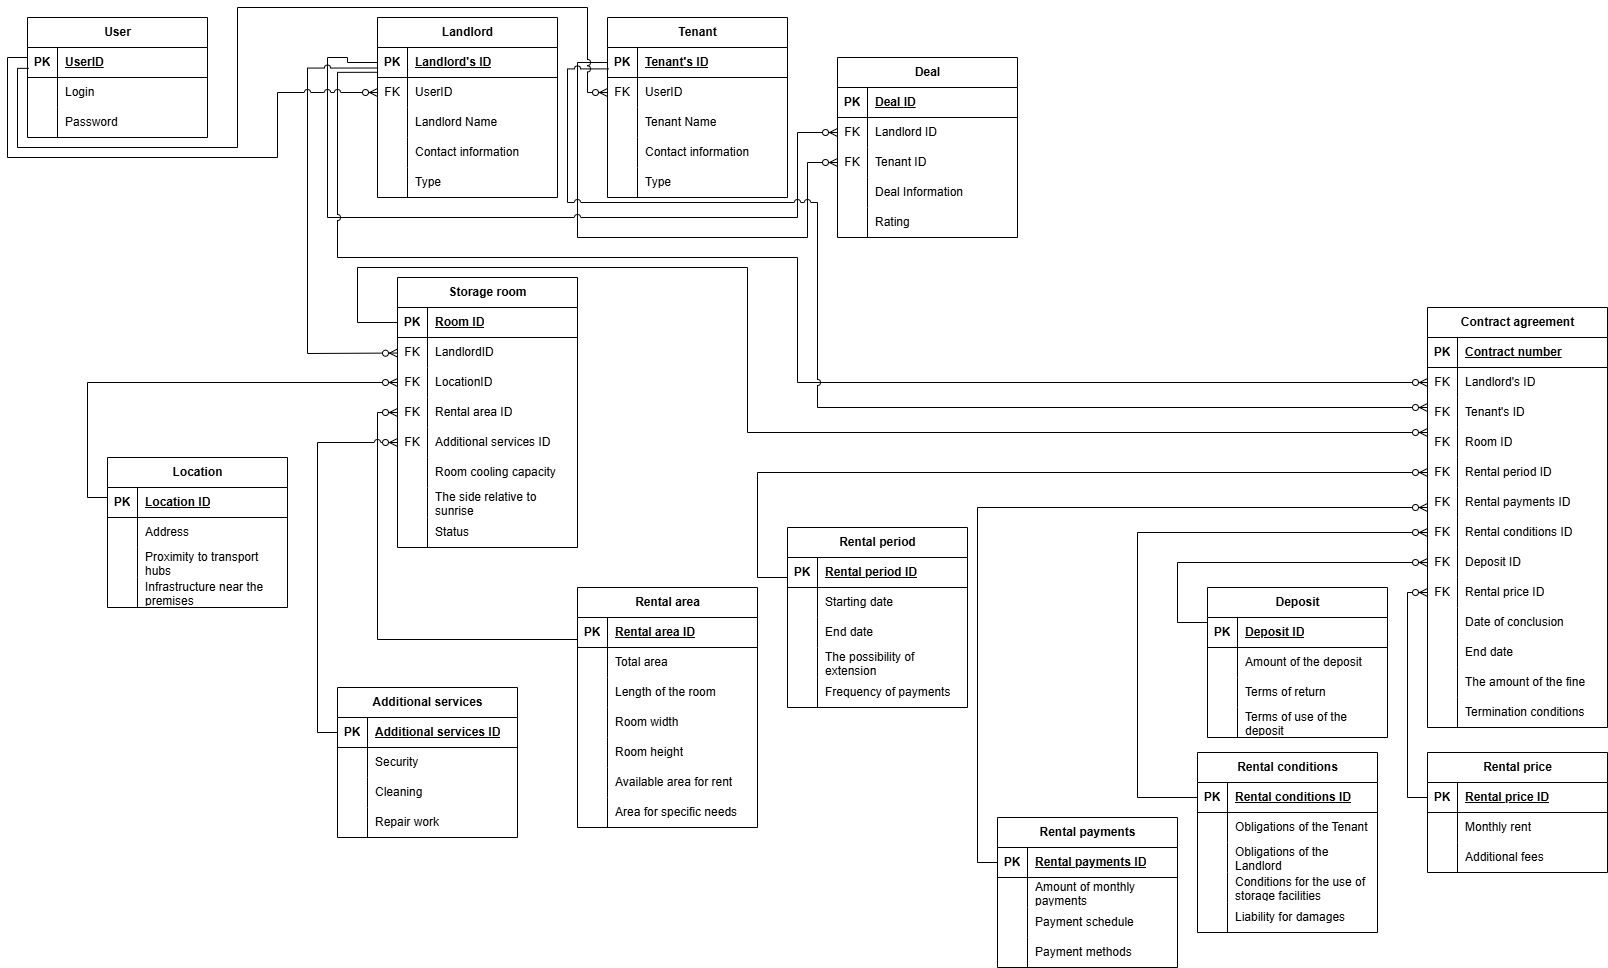 User
PK UserID
Login
Password
Landlord
PK Landlord's ID
FK UserID
Landlord Name
Contact information
Type
Tenant
PK Tenant's ID
FK UserID
Tenant Name
Contact information
Type
Deal
PK Deal ID
FK Landlord ID
FK Tenant ID
Deal Information
Rating
Storage room
PK Room ID
FK LandlordID
FK LocationID
FK Rental area ID
FK Additional services ID
Room cooling capacity
The side relative to
sunrise
Status
Contract agreement
PK Contract number
FK Landlord's ID
FK Tenant's ID
FK Room ID
FK Rental period ID
FK Rental payments ID
FK Rental conditions ID
FK Deposit ID
FK Rental price ID
Date of conclusion
End date
The amount of the fine
Termination conditions
Location
PK Location ID
Address
Proximity to transport
hubs
Infrastructure near the
premises
Rental period
PK Rental period ID
Starting date
End date
The possibility of
extension
Frequency of payments
Rental area
PK Rental area ID
Total area
Length of the room
Room width
Room height
Available area for rent
Area for specific needs
Deposit
PK Deposit ID
Amount of the deposit
Terms of return
Terms of use of the
deposit
Additional services
PK Additional services ID
Security
Cleaning
Repair work
Rental conditions
PK Rental conditions ID
Obligations of the Tenant
Obligations of the
Landlord
Conditions for the use of
storage facilities
Liability for damages
Rental price
PK Rental price ID
Monthly rent
Additional fees
Rental payments
PK Rental payments ID
Amount of monthly
payments
Payment schedule
Payment methods